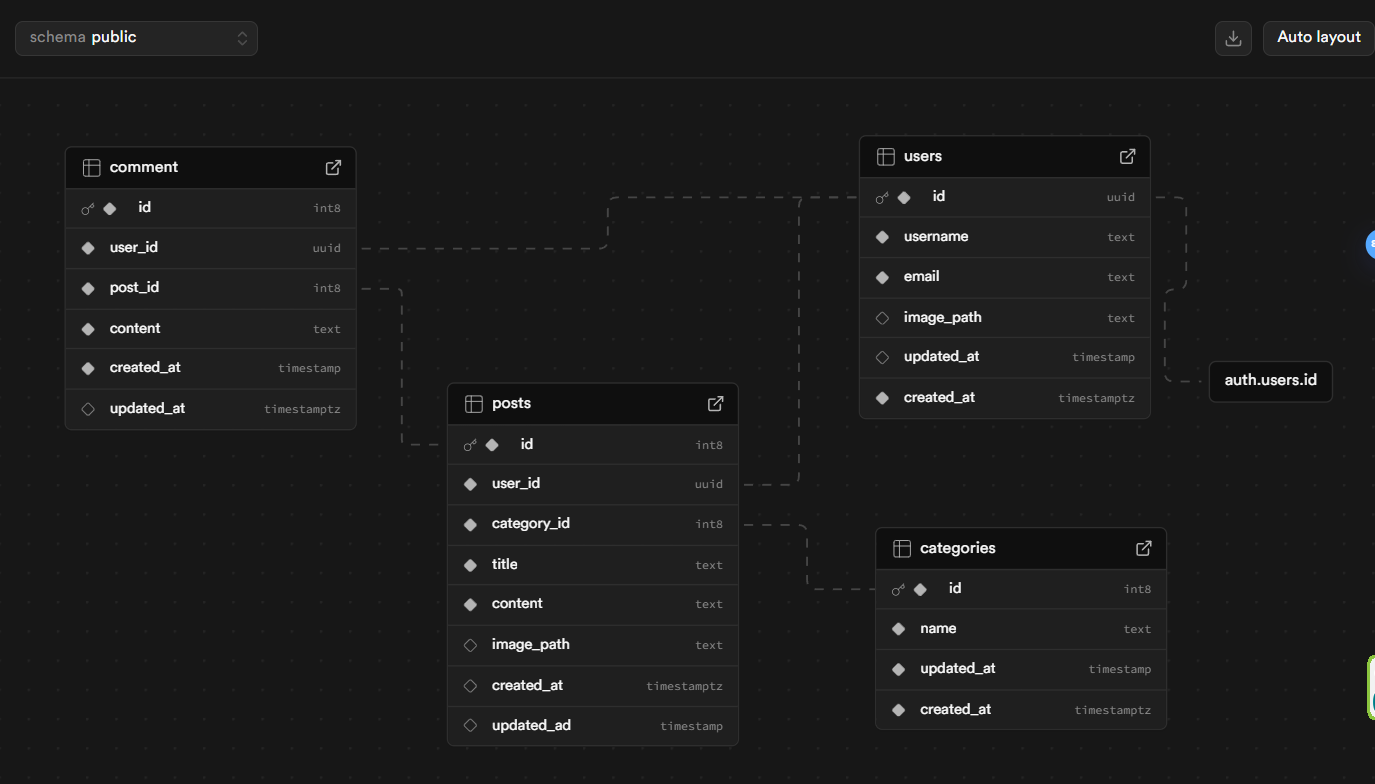 schema public
Auto layout
comment
id int8
user_id uuid
post_id int8
content text
created_at timestamp
updated_at timestamptz
users
id uuid
username text
email text
image_path text
updated_at timestamp
created_at timestamptz
auth.users.id
posts
id int8
user_id uuid
category_id int8
title text
content text
image_path text
created_at timestamptz
updated_ad timestamp
categories
id int8
name text
updated_at timestamp
created_at timestamptz